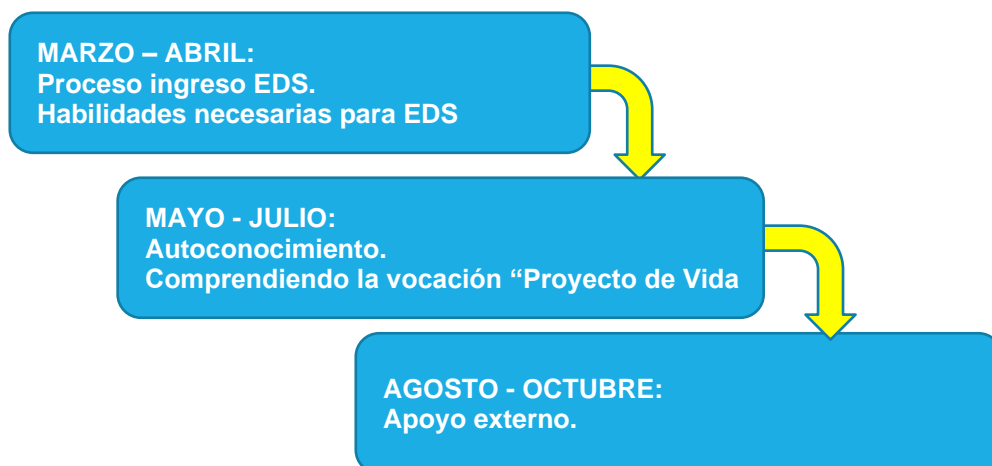 MARZO – ABRIL:
Proceso ingreso EDS.
Habilidades necesarias para EDS
MAYO - JULIO:
Autoconocimiento.
Comprendiendo la vocación “Proyecto de Vida
AGOSTO - OCTUBRE:
Apoyo externo.